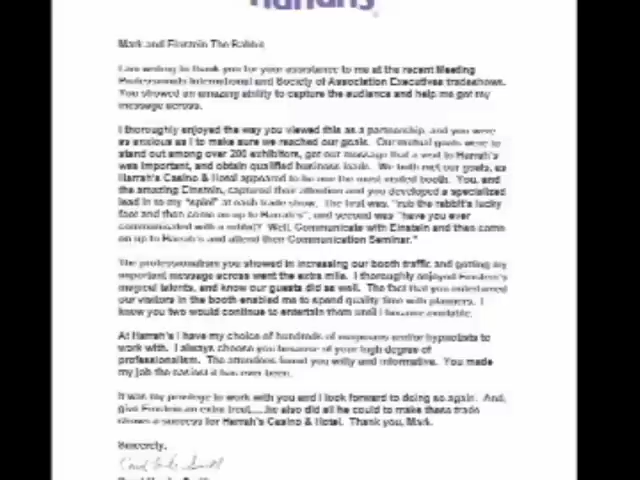 Harrah's
Mark and Einstein The Rabbit
I am writing to thank you for your assistance to me at the recent Meeting
Professionals International and Society of Association Executives tradeshows.
You showed an amazing ability to capture the audience and help me get my
message across.
I thoroughly enjoyed the way you viewed this as a partnership, and you were
as anxious as I to make sure we reached our goals. Our mutual goals were to
stand out among over 200 exhibitors, get our message that a visit to Harrah's
was important, and obtain qualified business leads. We both met our goals, as
Harrah's Casino & Hotel appeared to be one the most visited booth. You, and
the amazing Einstein, captured their attention and you developed a specialized
lead in to my "spiel" at each trade show. The first was, "rub the rabbit's lucky
foot and then come on up to Harrah's", and second was "have you ever
communicated with a rabbit? Well, Communicate with Einstein and then come
on up to Harrah's and attend their Communication Seminar."
The professionalism you showed in increasing our booth traffic and getting my
important message across went the extra mile. I thoroughly enjoyed Einstein's
magical talents, and know our guests did as well. The fact that you entertained
our visitors in the booth enabled me to spend quality time with planners. I
knew you two would continue to entertain them until I became available.
At Harrah's I have my choice of hundreds of magicians and/or hypnotists to
work with. I always choose you because of your high degree of
professionalism. The attendees found you witty and informative. You made
my job the easiest it has ever been.
It was my privilege to work with you and I look forward to doing so again. And,
give Einstein an extra treat.....he also did all he could to make these trade
shows a success for Harrah's Casino & Hotel. Thank you, Mark.
Sincerely,